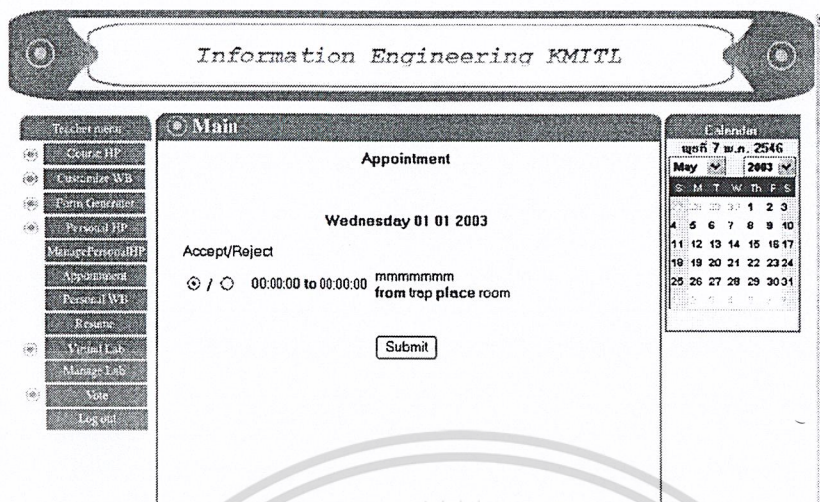 Information Engineering KMITL
Teacher menu
Course HP
Customize WB
Form Generater
Personal HP
ManagePersonalHP
Appointment
Personal WB
Resume
Virtual Lab
Manage Lab
Vote
Log out
Main
Appointment
Wednesday 01 01 2003
Accept/Reject
/ 00:00:00 to 00:00:00 mmmmmmm
from trap place room
Submit
Calendar
พุธที่ 7 พ.ค. 2546
May 2003
S M T W Th F S
1 2 3
4 5 6 7 8 9 10
11 12 13 14 15 16 17
18 19 20 21 22 23 24
25 26 27 28 29 30 31